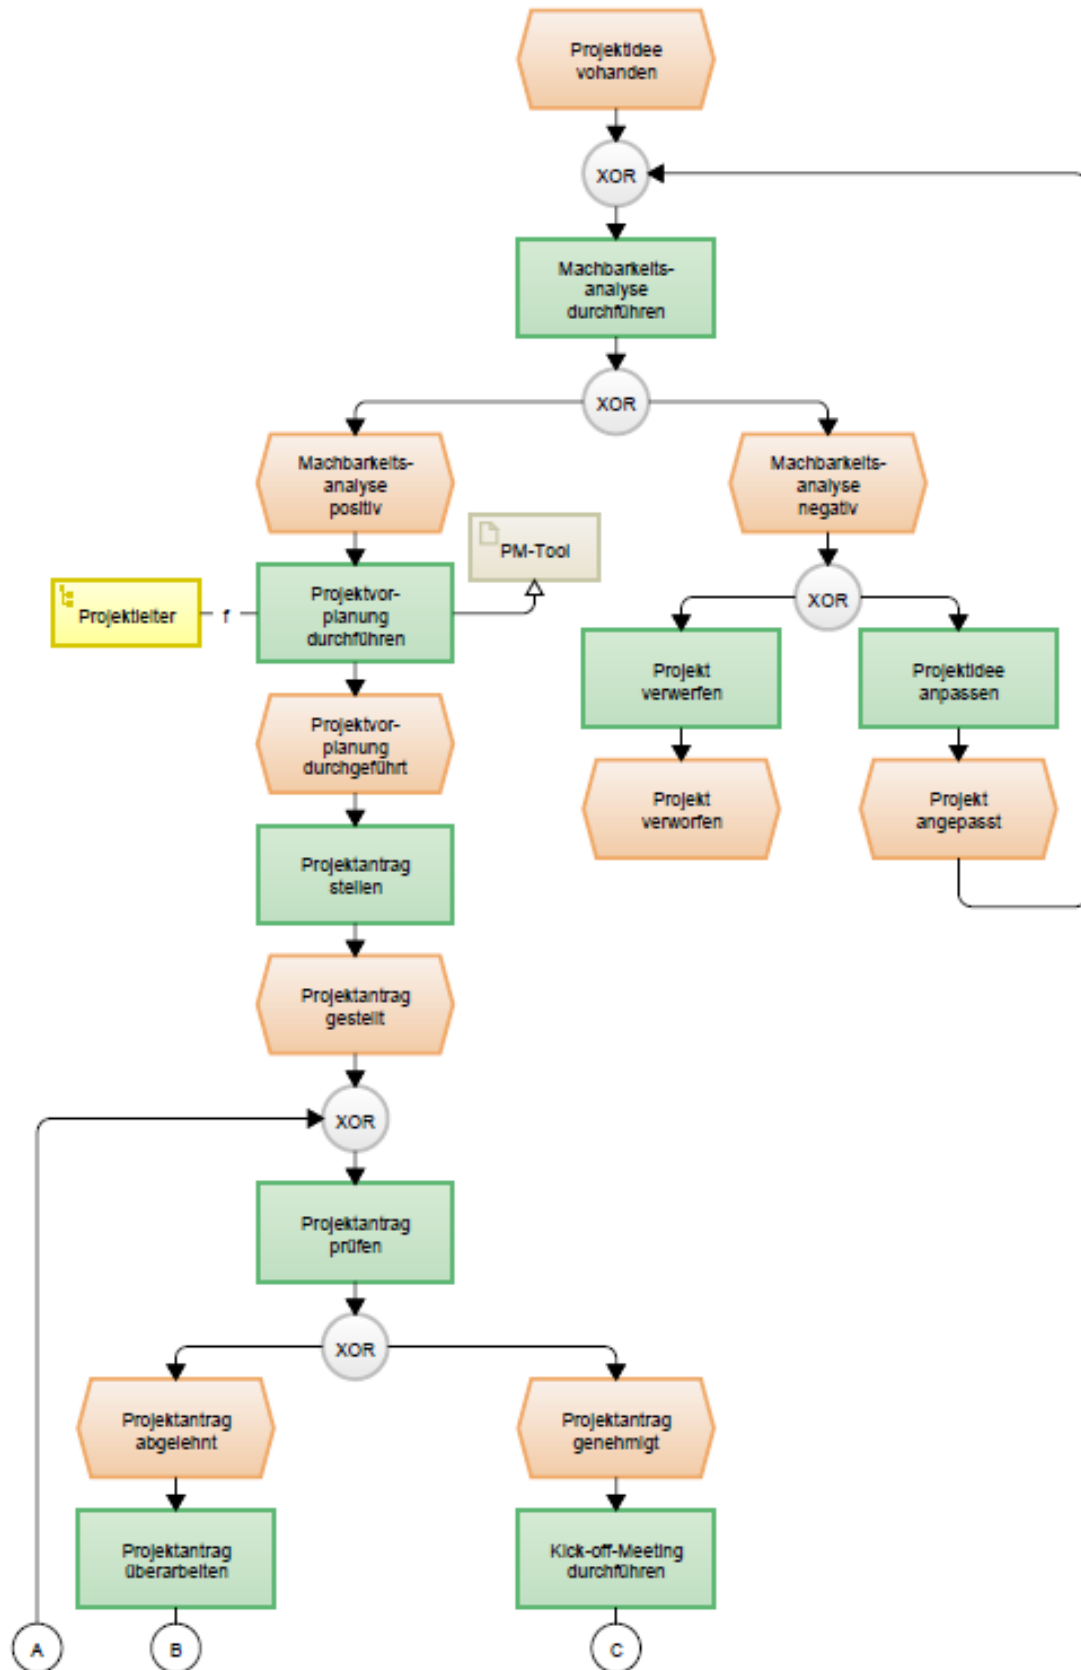 Projektidee
vohanden
XOR
Machbarkeits-
analyse
durchführen
XOR
Machbarkeits-
analyse
positiv
Machbarkeits-
analyse
negativ
PM-Tool
Projektleiter
f
Projektvor-
planung
durchführen
XOR
Projekt
verwerfen
Projektidee
anpassen
Projektvor-
planung
durchgeführt
Projekt
verworfen
Projekt
angepasst
Projektantrag
stellen
Projektantrag
gestellt
XOR
Projektantrag
prüfen
XOR
Projektantrag
abgelehnt
Projektantrag
genehmigt
Projektantrag
überarbeiten
Kick-off-Meeting
durchführen
A
B
C